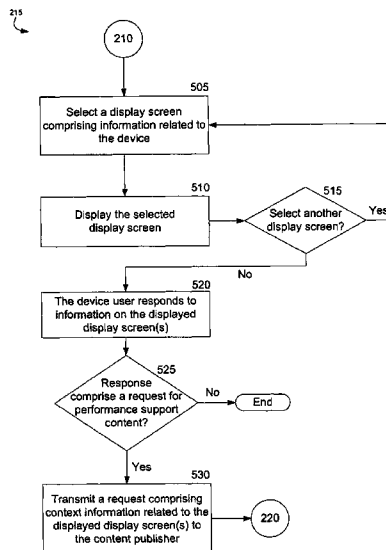 215
210
505
Select a display screen
comprising information related to
the device
510
Display the selected
display screen
515
Select another
display screen?
Yes
No
520
The device user responds to
information on the displayed
display screen(s)
525
Response
comprise a request for
performance support
content?
No
End
Yes
530
Transmit a request comprising
context information related to the
displayed display screen(s) to
the content publisher
220